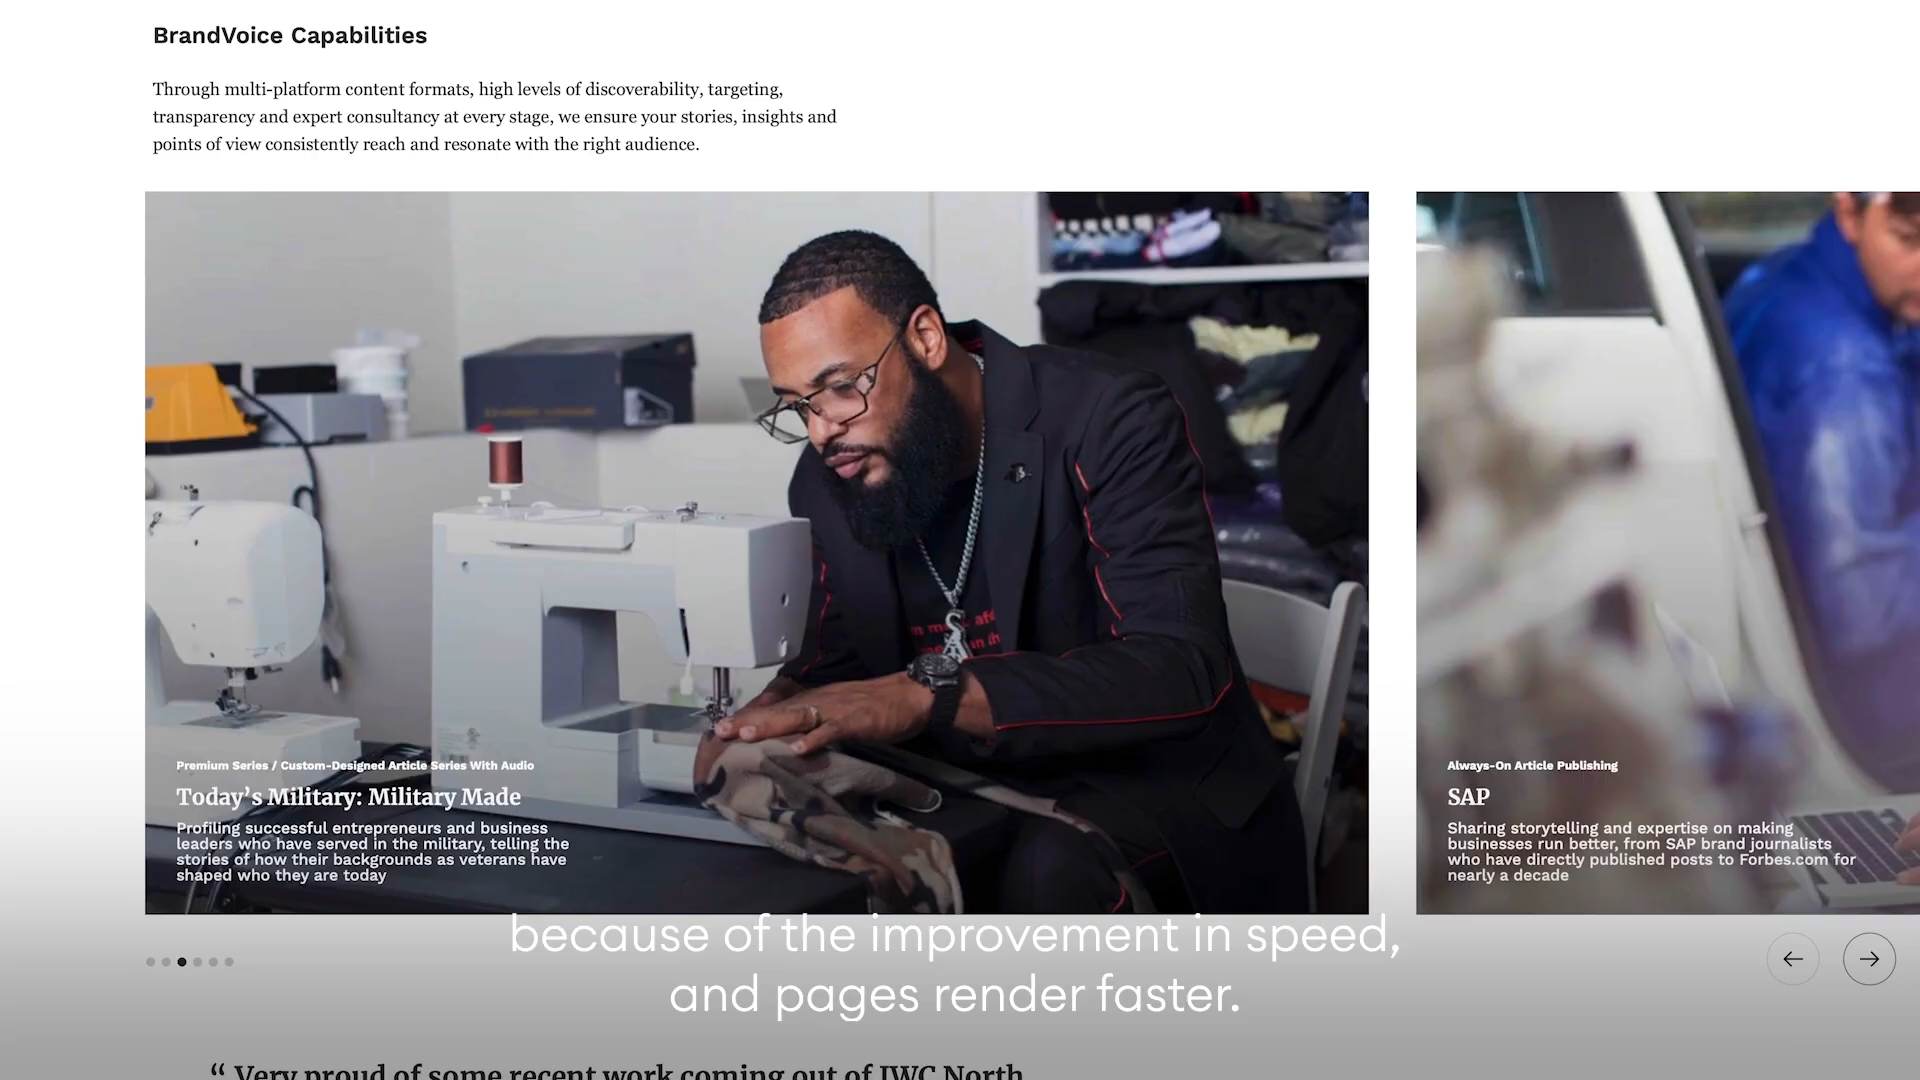 BrandVoice Capabilities
Through multi-platform content formats, high levels of discoverability, targeting,
transparency and expert consultancy at every stage, we ensure your stories, insights and
points of view consistently reach and resonate with the right audience.
Premium Series / Custom-Designed Article Series With Audio
Today’s Military: Military Made
Profiling successful entrepreneurs and business
leaders who have served in the military, telling the
stories of how their backgrounds as veterans have
shaped who they are today
Always-On Article Publishing
SAP
Sharing storytelling and expertise on making
businesses run better, from SAP brand journalists
who have directly published posts to Forbes.com for
nearly a decade
because of the improvement in speed,
and pages render faster.
“ Very proud of some recent work coming out of IWC North